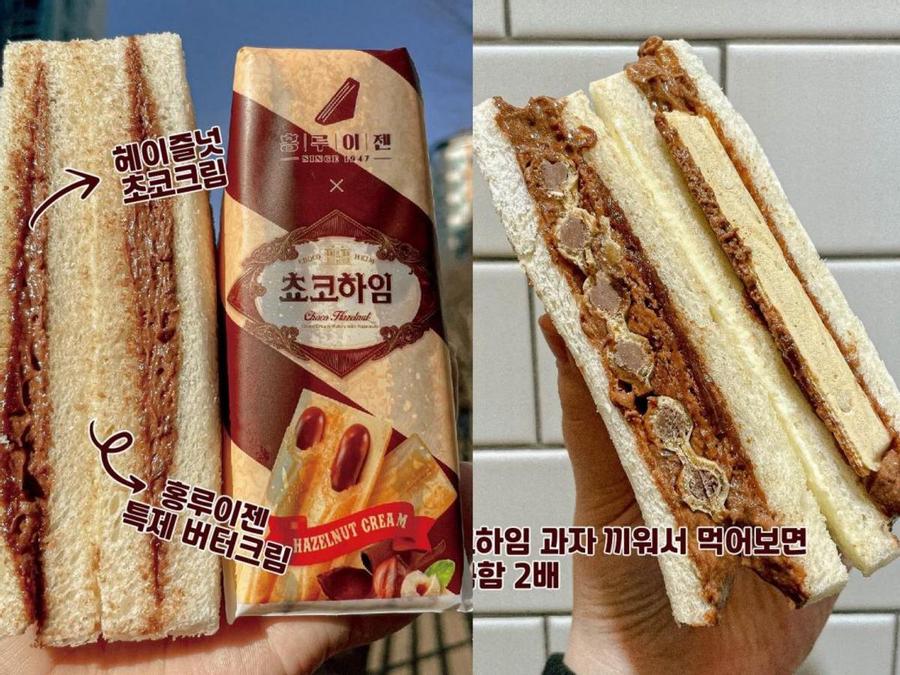 헤이즐넛
초코크림
홍루이젠
SINCE 1947
×
CHOCO HEIM
초코하임
Choco Hazelnut
홍루이젠
특제 버터크림
HAZELNUT CREAM
하임 과자 끼워서 먹어보면
함 2배